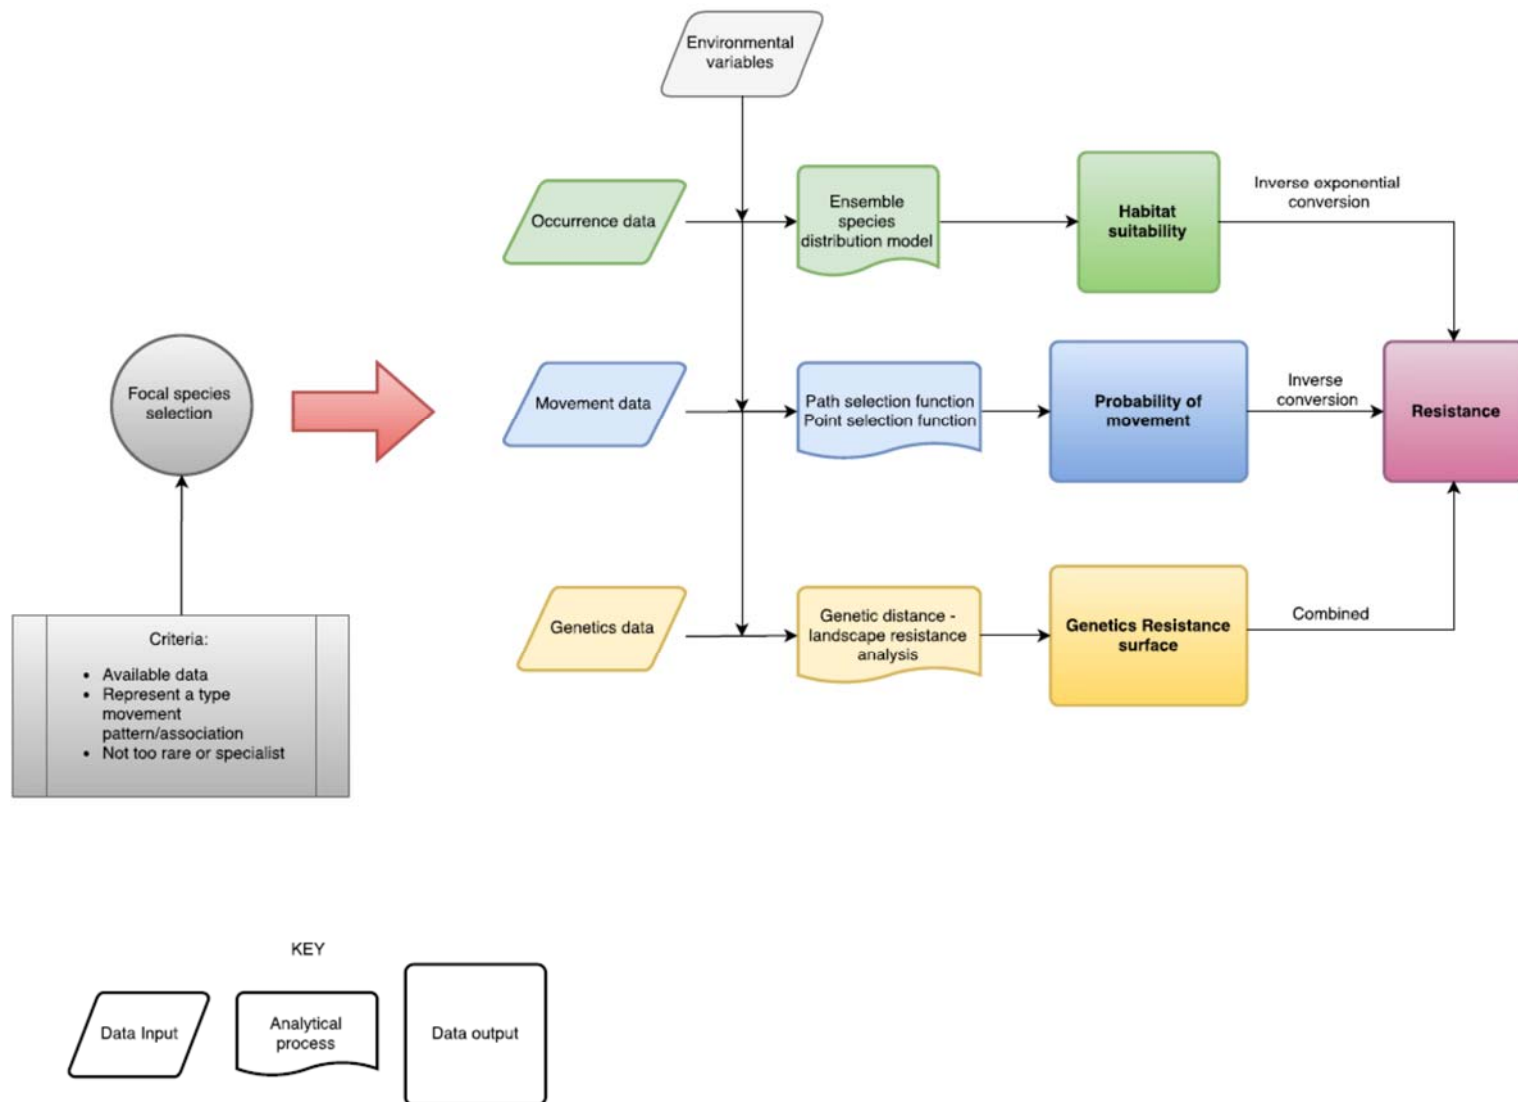 Environmental
variables
Occurrence data
Ensemble
species
distribution model
Habitat
suitability
Inverse exponential
conversion
Focal species
selection
Movement data
Path selection function
Point selection function
Probability of
movement
Inverse
conversion
Resistance
Genetics data
Genetic distance -
landscape resistance
analysis
Genetics Resistance
surface
Combined
Criteria:
• Available data
• Represent a type
movement
pattern/association
• Not too rare or specialist
KEY
Data Input
Analytical
process
Data output